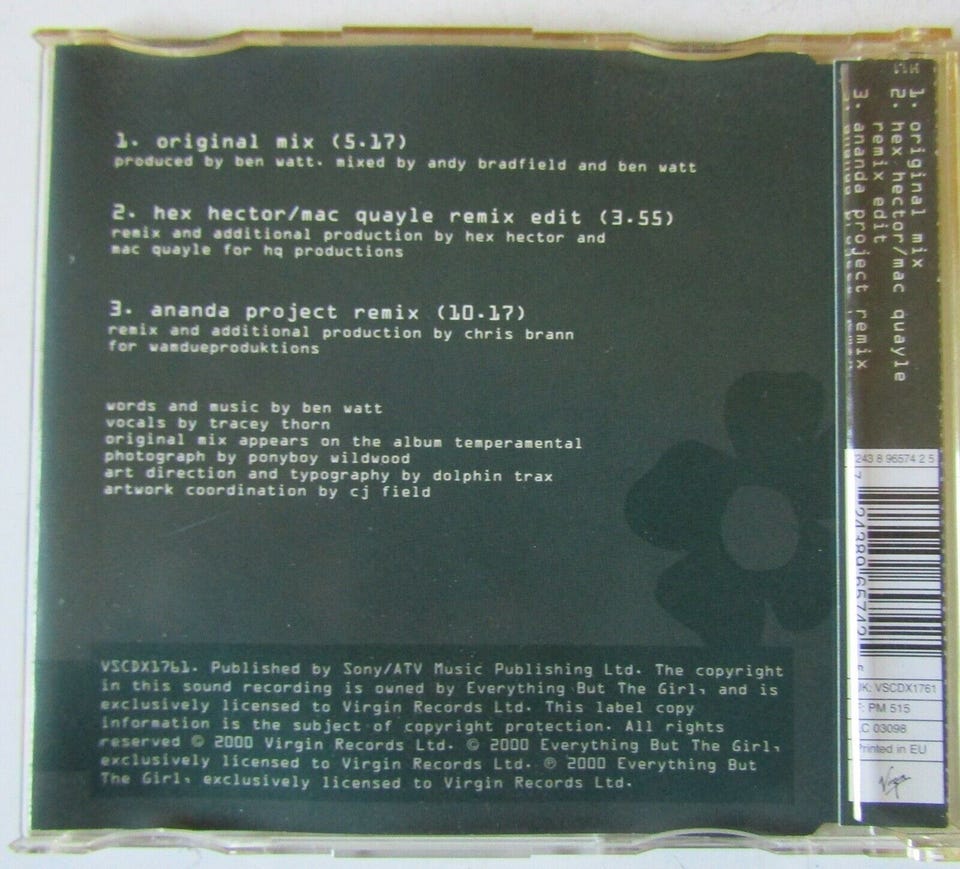 1. original mix (5.17)
produced by ben watt. mixed by andy bradfield and ben watt
2. hex hector/mac quayle remix edit (3.55)
remix and additional production by hex hector and
mac quayle for hq productions
3. ananda project remix (10.17)
remix and additional production by chris brann
for wamdueproduktions
words and music by ben watt
vocals by tracey thorn
original mix appears on the album temperamental
photograph by ponyboy wildwood
art direction and typography by dolphin trax
artwork coordination by cj field
VSCDX1761. Published by Sony/ATV Music Publishing Ltd. The copyright
in this sound recording is owned by Everything But The Girl, and is
exclusively licensed to Virgin Records Ltd. This label copy
information is the subject of copyright protection. All rights
reserved © 2000 Virgin Records Ltd. © 2000 Everything But The Girl,
exclusively licensed to Virgin Records Ltd. ℗ 2000 Everything But
The Girl, exclusively licensed to Virgin Records Ltd.
1. original mix
2. hex hector/mac quayle
remix edit
3. ananda project remix
243 8 96574 2 5
7 24389 65742
UK: VSCDX1761
F: PM 515
LC 03098
Printed in EU
Virgin